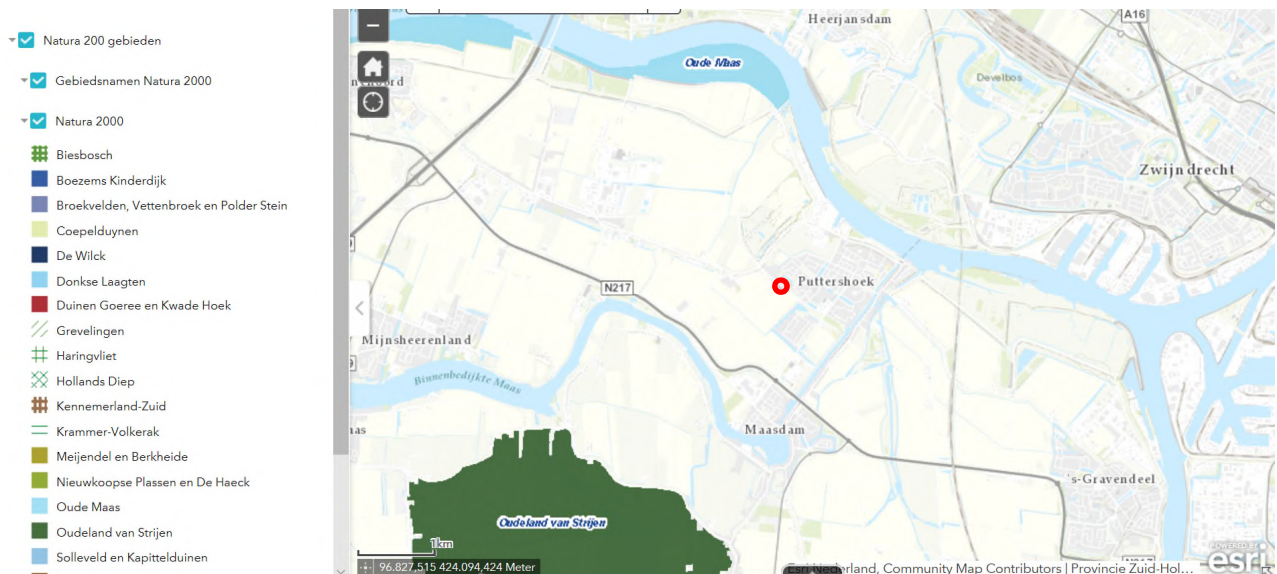 Natura 200 gebieden
Gebiedsnamen Natura 2000
Natura 2000
Biesbosch
Boezems Kinderdijk
Broekvelden, Vettenbroek en Polder Stein
Coepelduynen
De Wilck
Donkse Laagten
Duinen Goeree en Kwade Hoek
Grevelingen
Haringvliet
Hollands Diep
Kennemerland-Zuid
Krammer-Volkerak
Meijendel en Berkheide
Nieuwkoopse Plassen en De Haeck
Oude Maas
Oudeland van Strijen
Solleveld en Kapittelduinen
Heerjansdam
A16
Oude Maas
Develbos
Zwijndrecht
N217
Puttershoek
Mijnsheerenland
Binnenbedijkte Maas
aas
Maasdam
's-Gravendeel
Oudeland van Strijen
1km
96.827,515 424.094,424 Meter
Esri Nederland, Community Map Contributors | Provincie Zuid-Hol...
POWERED BY
esri